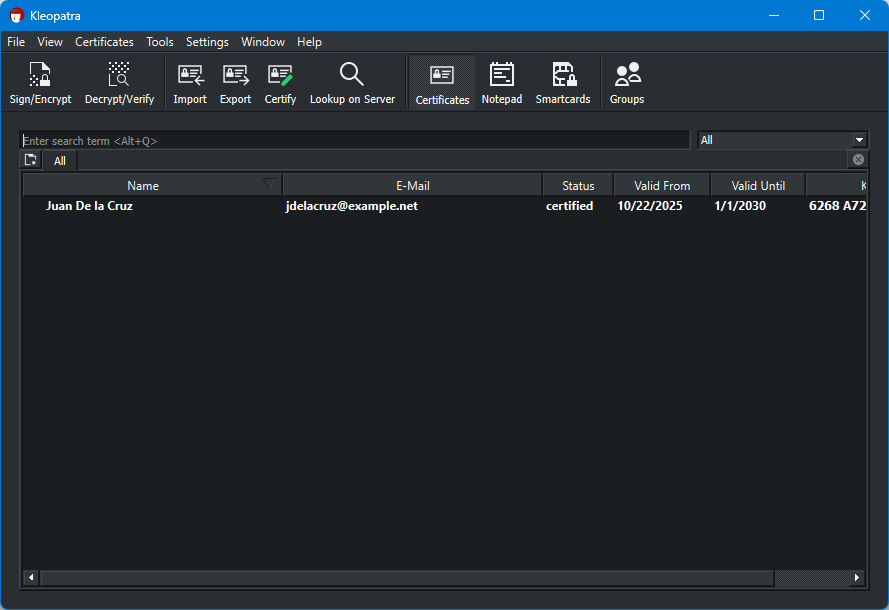 Kleopatra
File View Certificates Tools Settings Window Help
Sign/Encrypt Decrypt/Verify Import Export Certify Lookup on Server Certificates Notepad Smartcards Groups
Enter search term <Alt+Q> All
All
Name E-Mail Status Valid From Valid Until K
Juan De la Cruz jdelacruz@example.net certified 10/22/2025 1/1/2030 6268 A72